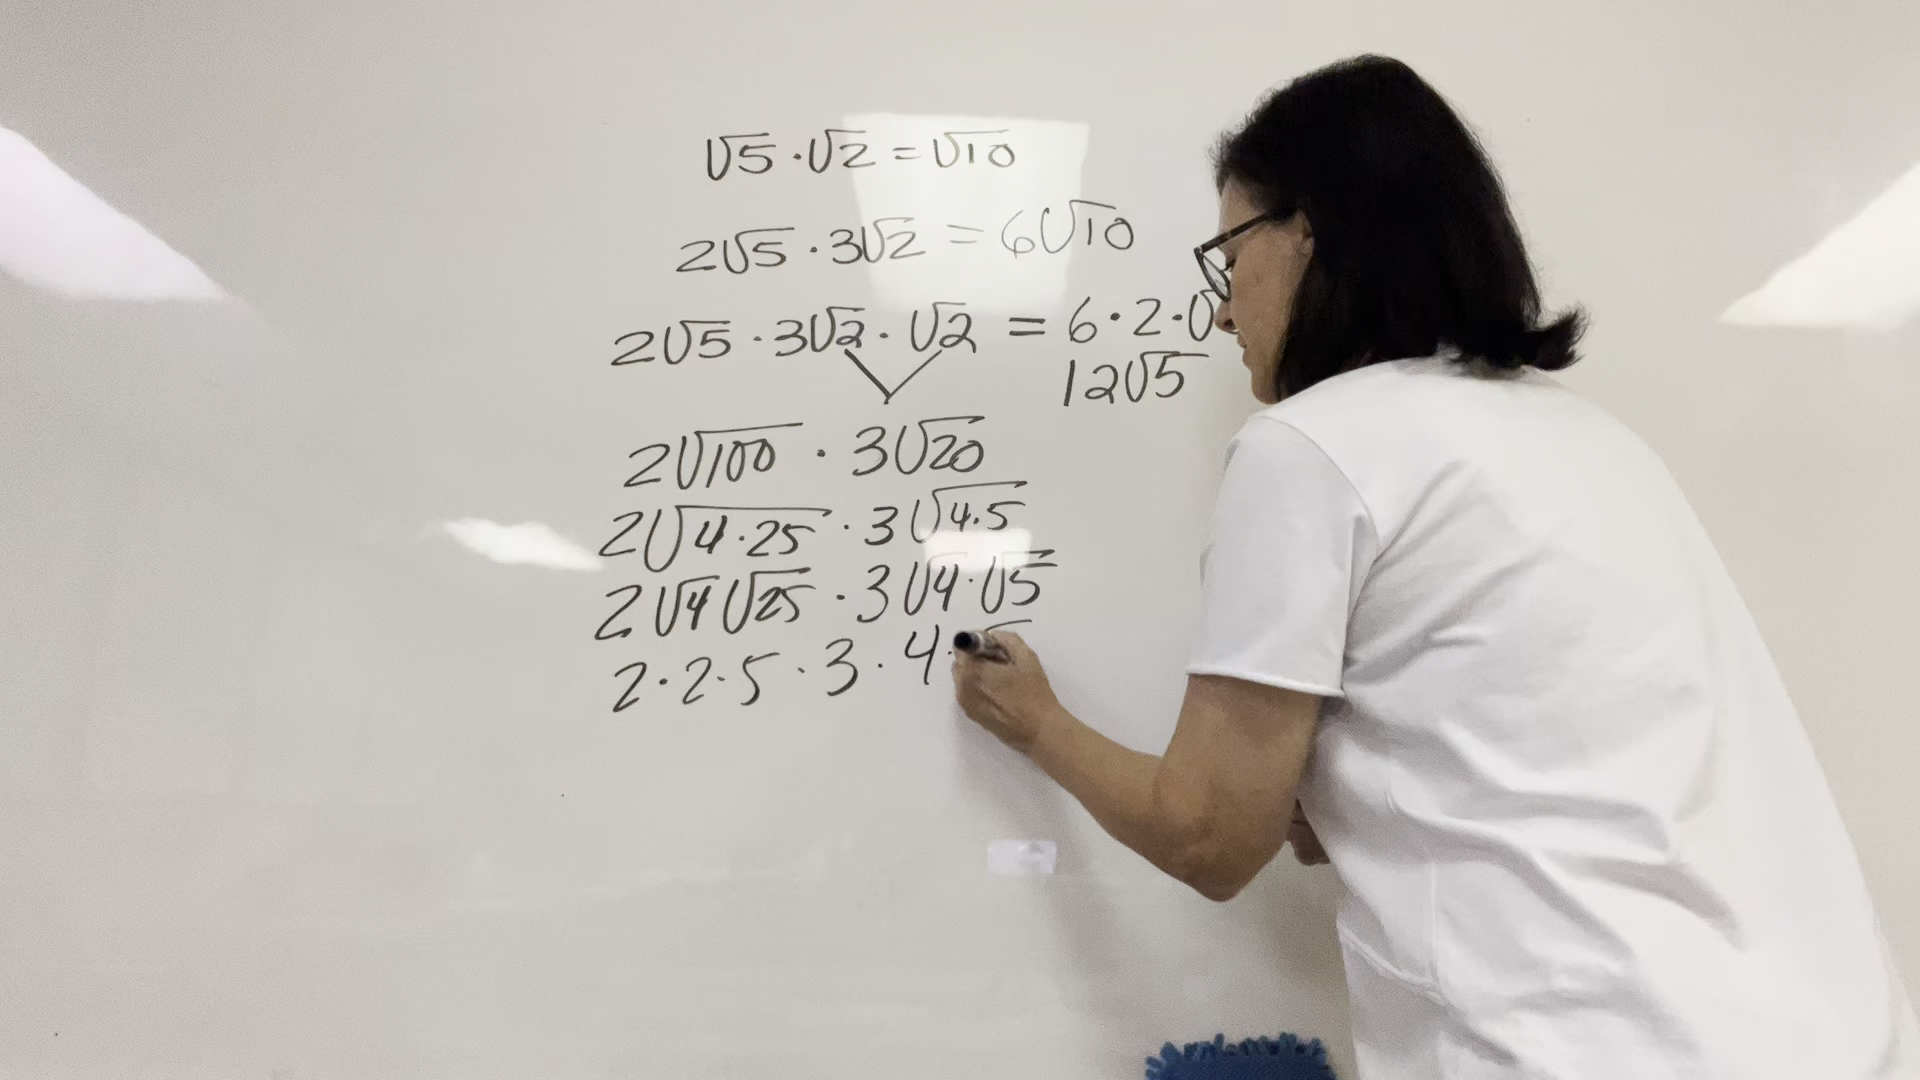 √5 · √2 = √10
2√5 · 3√2 = 6√10
2√5 · 3√2 · √2 = 6 · 2 · √
12√5
2√100 · 3√20
2√4·25 · 3√4·5
2√4√25 · 3√4·√5
2 · 2 · 5 · 3 · 4 ·